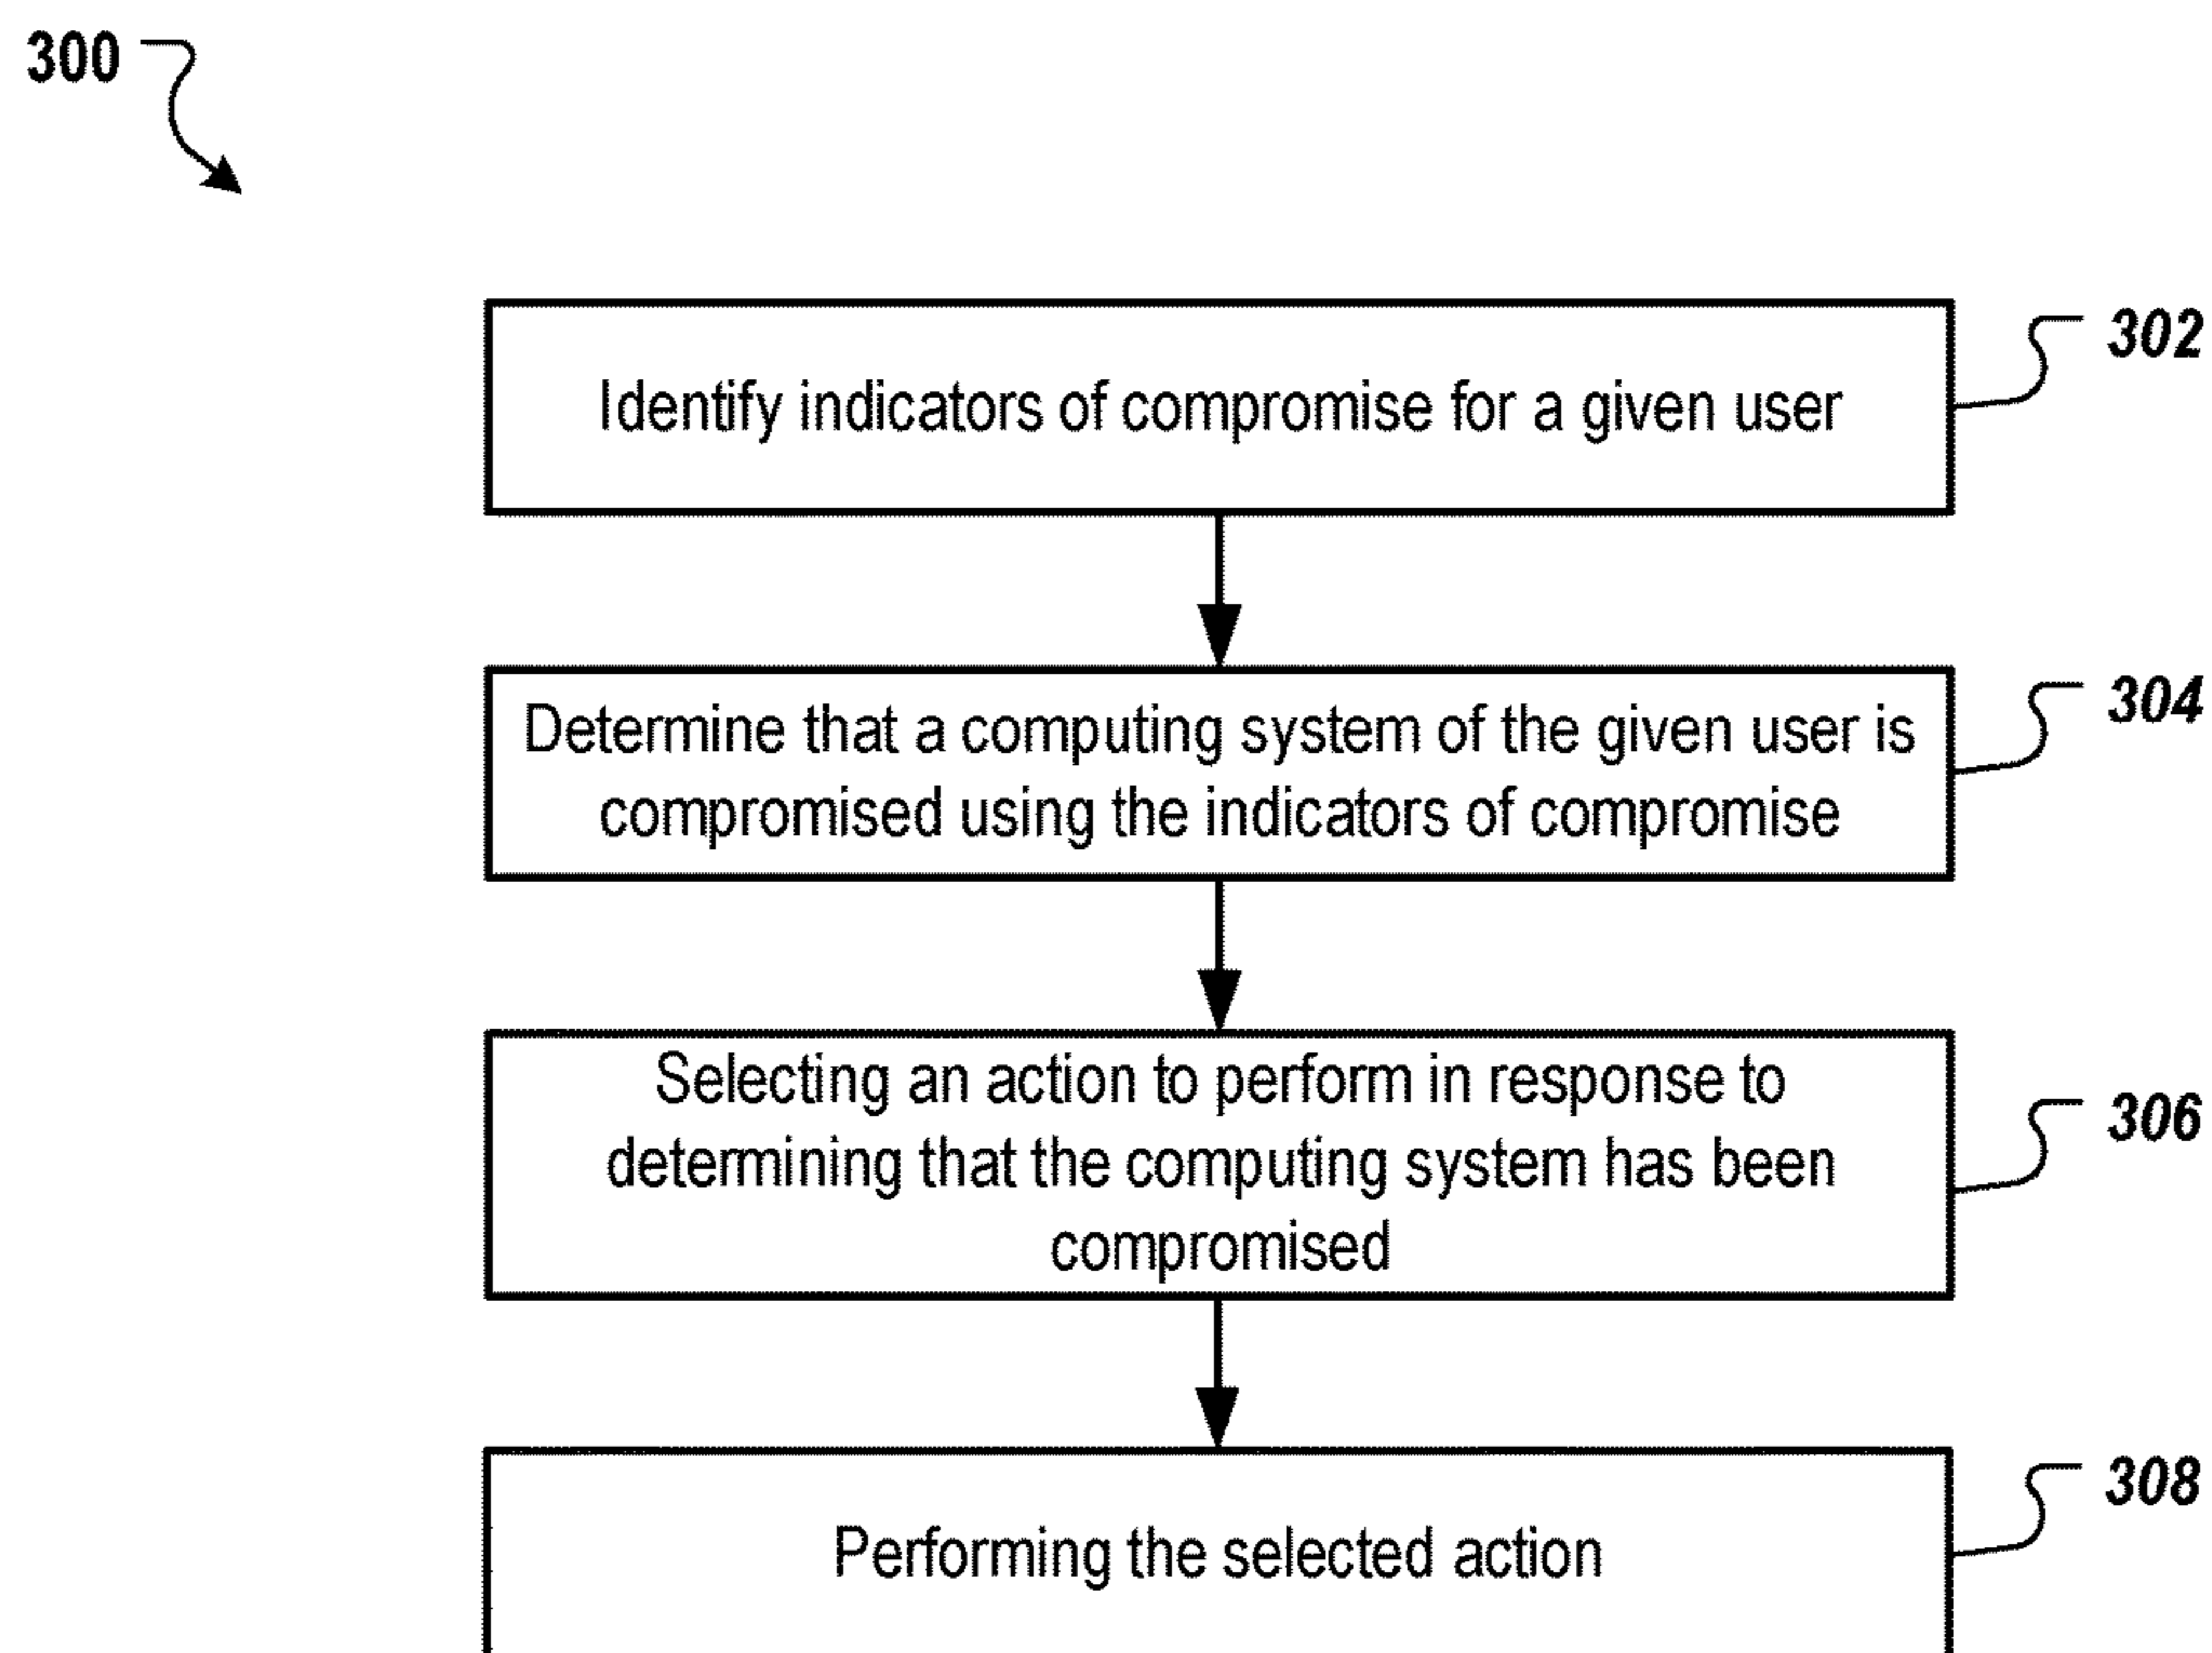 300
Identify indicators of compromise for a given user
302
Determine that a computing system of the given user is
compromised using the indicators of compromise
304
Selecting an action to perform in response to
determining that the computing system has been
compromised
306
Performing the selected action
308